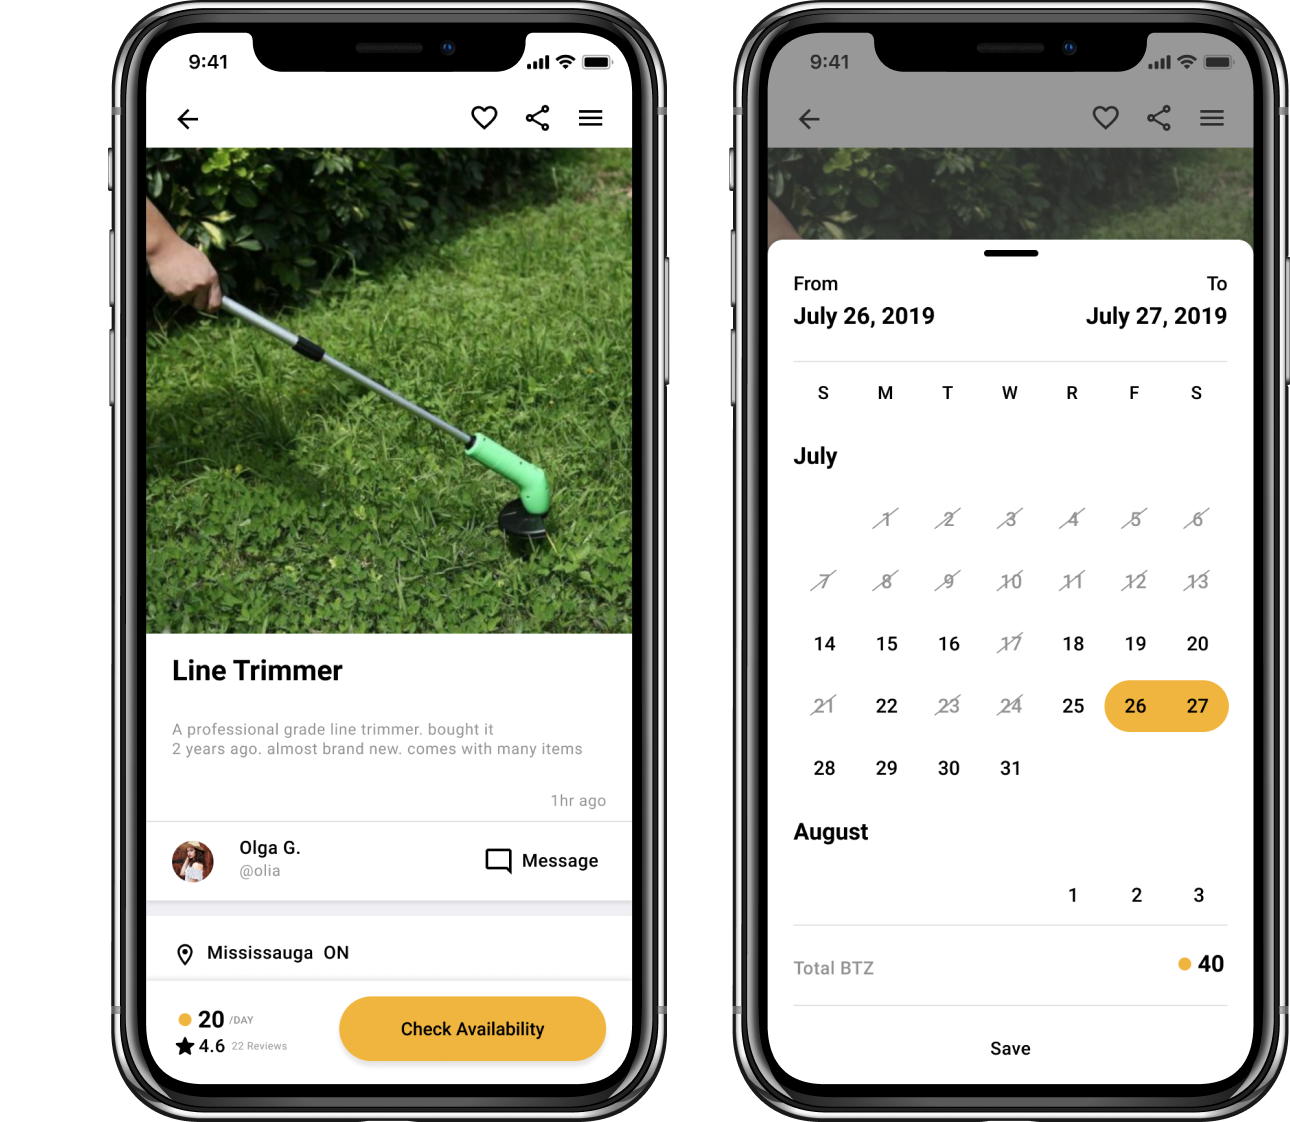 9:41
Line Trimmer
A professional grade line trimmer. bought it
2 years ago. almost brand new. comes with many items
1hr ago
Olga G.
@olia
Message
Mississauga ON
20 /DAY
4.6 22 Reviews
Check Availability
9:41
From To
July 26, 2019 July 27, 2019
S M T W R F S
July
1 2 3 4 5 6
7 8 9 10 11 12 13
14 15 16 17 18 19 20
21 22 23 24 25 26 27
28 29 30 31
August
1 2 3
Total BTZ 40
Save